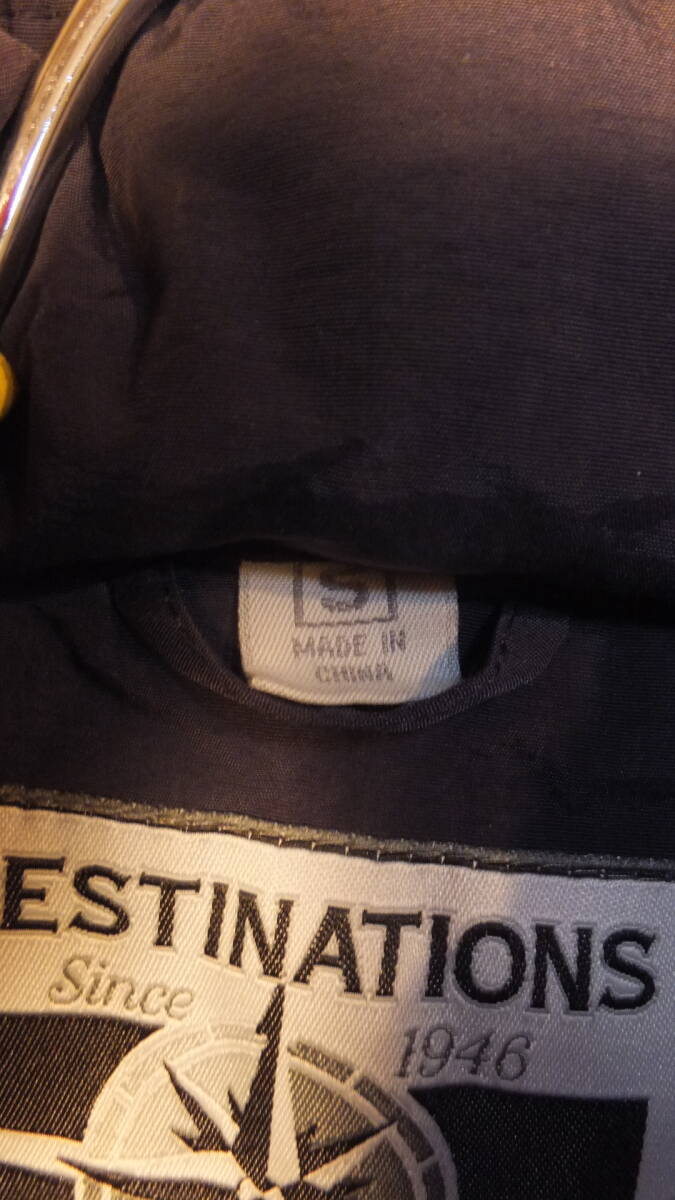 S
MADE IN
CHINA
ESTINATIONS
Since
1946